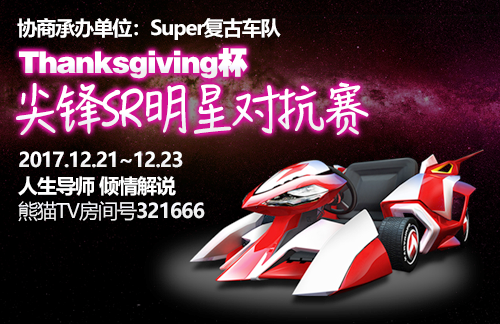 协商承办单位：Super复古车队
Thanksgiving杯
尖锋SR明星对抗赛
2017.12.21~12.23
人生导师 倾情解说
熊猫TV房间号321666